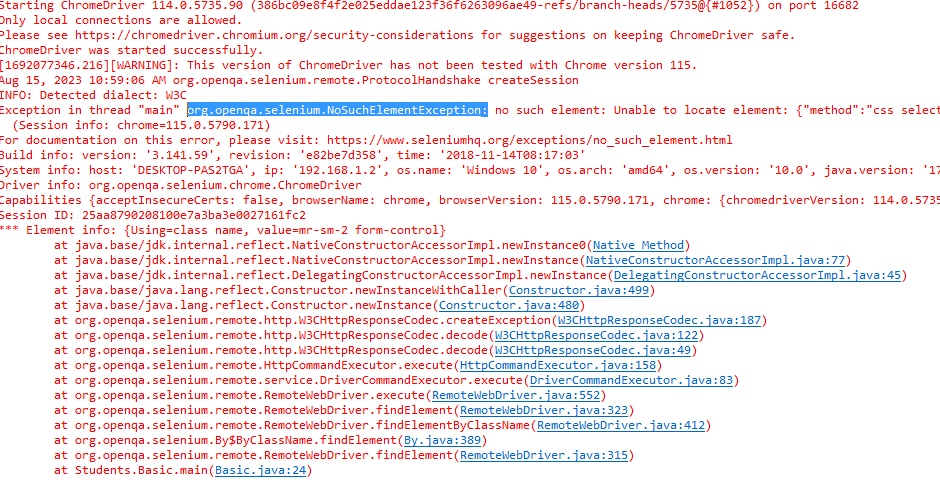 Starting ChromeDriver 114.0.5735.90 (386bc09e8f4f2e025eddae123f36f6263096ae49-refs/branch-heads/5735@{#1052}) on port 16682
Only local connections are allowed.
Please see https://chromedriver.chromium.org/security-considerations for suggestions on keeping ChromeDriver safe.
ChromeDriver was started successfully.
[1692077346.216][WARNING]: This version of ChromeDriver has not been tested with Chrome version 115.
Aug 15, 2023 10:59:06 AM org.openqa.selenium.remote.ProtocolHandshake createSession
INFO: Detected dialect: W3C
Exception in thread "main" org.openqa.selenium.NoSuchElementException: no such element: Unable to locate element: {"method":"css select
(Session info: chrome=115.0.5790.171)
For documentation on this error, please visit: https://www.seleniumhq.org/exceptions/no_such_element.html
Build info: version: '3.141.59', revision: 'e82be7d358', time: '2018-11-14T08:17:03'
System info: host: 'DESKTOP-PAS2TGA', ip: '192.168.1.2', os.name: 'Windows 10', os.arch: 'amd64', os.version: '10.0', java.version: '17
Driver info: org.openqa.selenium.chrome.ChromeDriver
Capabilities {acceptInsecureCerts: false, browserName: chrome, browserVersion: 115.0.5790.171, chrome: {chromedriverVersion: 114.0.5735
Session ID: 25aa8790208100e7a3ba3e0027161fc2
*** Element info: {Using=class name, value=mr-sm-2 form-control}
at java.base/jdk.internal.reflect.NativeConstructorAccessorImpl.newInstance0(Native Method)
at java.base/jdk.internal.reflect.NativeConstructorAccessorImpl.newInstance(NativeConstructorAccessorImpl.java:77)
at java.base/jdk.internal.reflect.DelegatingConstructorAccessorImpl.newInstance(DelegatingConstructorAccessorImpl.java:45)
at java.base/java.lang.reflect.Constructor.newInstanceWithCaller(Constructor.java:499)
at java.base/java.lang.reflect.Constructor.newInstance(Constructor.java:480)
at org.openqa.selenium.remote.http.W3CHttpResponseCodec.createException(W3CHttpResponseCodec.java:187)
at org.openqa.selenium.remote.http.W3CHttpResponseCodec.decode(W3CHttpResponseCodec.java:122)
at org.openqa.selenium.remote.http.W3CHttpResponseCodec.decode(W3CHttpResponseCodec.java:49)
at org.openqa.selenium.remote.HttpCommandExecutor.execute(HttpCommandExecutor.java:158)
at org.openqa.selenium.remote.service.DriverCommandExecutor.execute(DriverCommandExecutor.java:83)
at org.openqa.selenium.remote.RemoteWebDriver.execute(RemoteWebDriver.java:552)
at org.openqa.selenium.remote.RemoteWebDriver.findElement(RemoteWebDriver.java:323)
at org.openqa.selenium.remote.RemoteWebDriver.findElementByClassName(RemoteWebDriver.java:412)
at org.openqa.selenium.By$ByClassName.findElement(By.java:389)
at org.openqa.selenium.remote.RemoteWebDriver.findElement(RemoteWebDriver.java:315)
at Students.Basic.main(Basic.java:24)